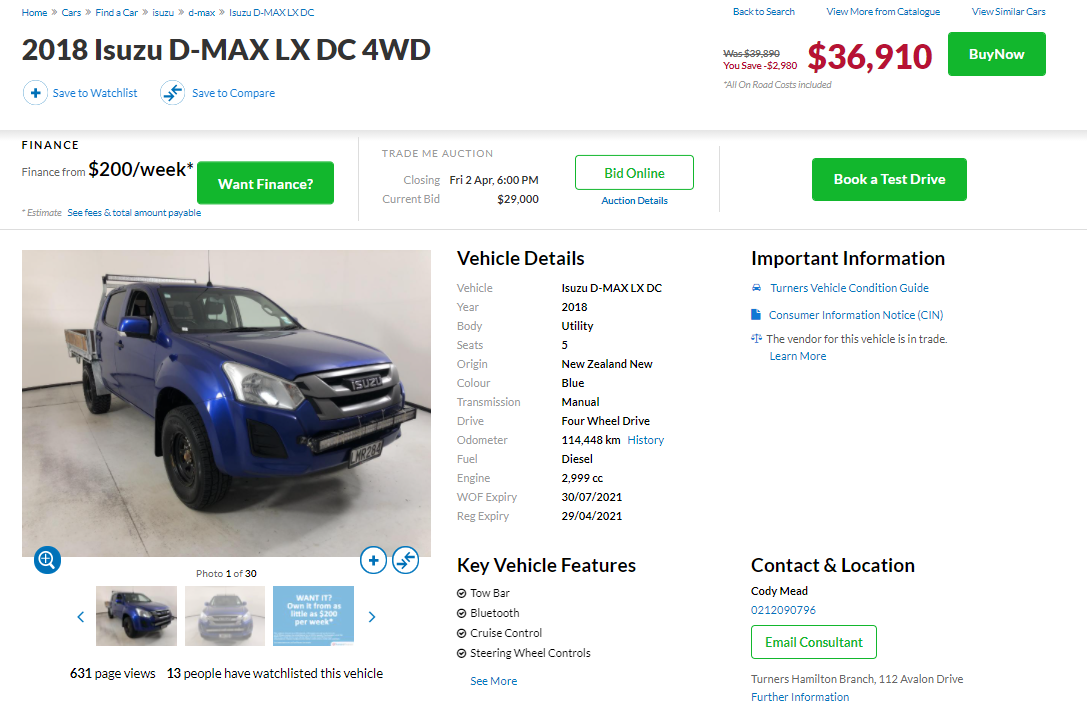 Home » Cars » Find a Car » isuzu » d-max » Isuzu D-MAX LX DC
Back to Search
View More from Catalogue
View Similar Cars
2018 Isuzu D-MAX LX DC 4WD
Was $39,890
You Save -$2,980
$36,910
BuyNow
*All On Road Costs included
Save to Watchlist
Save to Compare
FINANCE
Finance from $200/week*
Want Finance?
* Estimate See fees & total amount payable
TRADE ME AUCTION
Closing Fri 2 Apr, 6:00 PM
Current Bid $29,000
Bid Online
Auction Details
Book a Test Drive
ISUZU
LMR284
Photo 1 of 30
WANT IT?
Own it from as
little as $200
per week*
631 page views 13 people have watchlisted this vehicle
Vehicle Details
Vehicle Isuzu D-MAX LX DC
Year 2018
Body Utility
Seats 5
Origin New Zealand New
Colour Blue
Transmission Manual
Drive Four Wheel Drive
Odometer 114,448 km History
Fuel Diesel
Engine 2,999 cc
WOF Expiry 30/07/2021
Reg Expiry 29/04/2021
Important Information
Turners Vehicle Condition Guide
Consumer Information Notice (CIN)
The vendor for this vehicle is in trade.
Learn More
Key Vehicle Features
Tow Bar
Bluetooth
Cruise Control
Steering Wheel Controls
See More
Contact & Location
Cody Mead
0212090796
Email Consultant
Turners Hamilton Branch, 112 Avalon Drive
Further Information